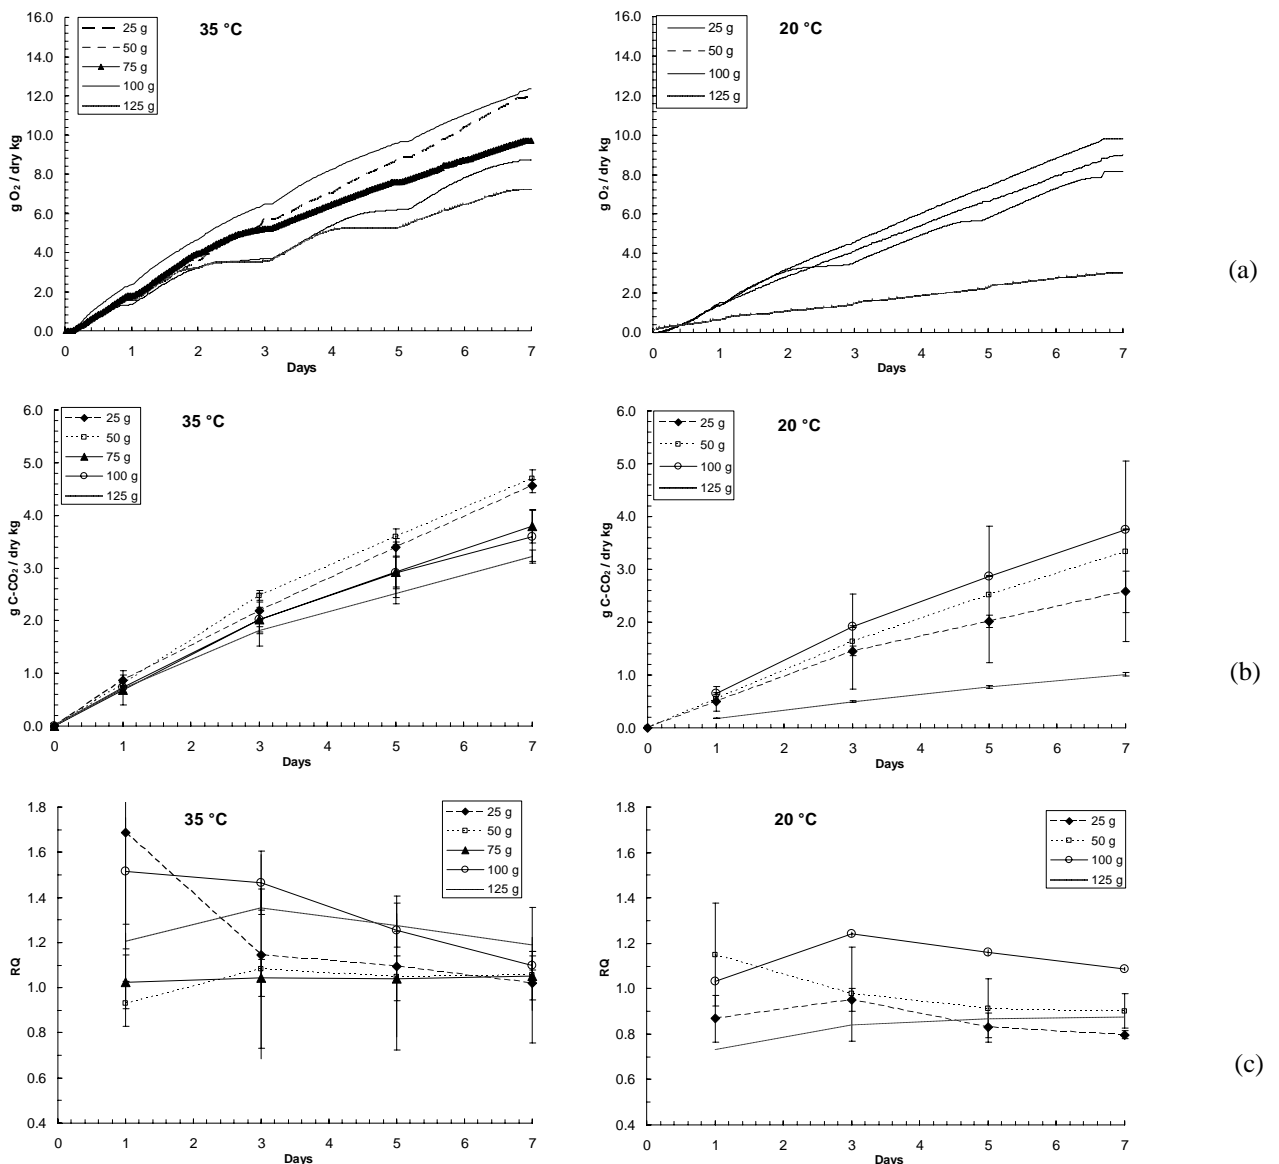 35 °C
25 g
50 g
75 g
100 g
125 g
g O₂ / dry kg
16.0
14.0
12.0
10.0
8.0
6.0
4.0
2.0
0.0
0 1 2 3 4 5 6 7
Days
20 °C
25 g
50 g
100 g
125 g
g O₂ / dry kg
16.0
14.0
12.0
10.0
8.0
6.0
4.0
2.0
0.0
0 1 2 3 4 5 6 7
Days
(a)
35 °C
25 g
50 g
75 g
100 g
125 g
g C-CO₂ / dry kg
6.0
5.0
4.0
3.0
2.0
1.0
0.0
0 1 2 3 4 5 6 7
Days
20 °C
25 g
50 g
100 g
125 g
g C-CO₂ / dry kg
6.0
5.0
4.0
3.0
2.0
1.0
0.0
0 1 2 3 4 5 6 7
Days
(b)
35 °C
25 g
50 g
75 g
100 g
125 g
RQ
1.8
1.6
1.4
1.2
1.0
0.8
0.6
0.4
0 1 2 3 4 5 6 7
Days
20 °C
25 g
50 g
100 g
125 g
RQ
1.8
1.6
1.4
1.2
1.0
0.8
0.6
0.4
0 1 2 3 4 5 6 7
Days
(c)